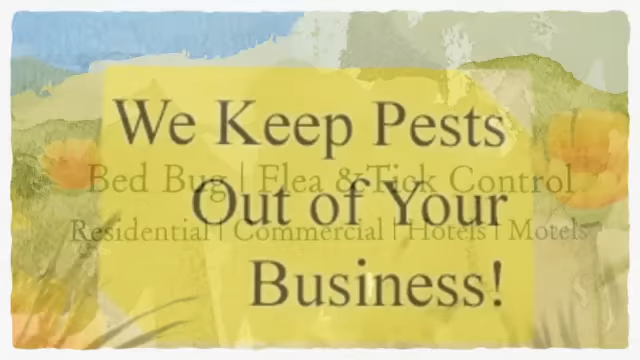 We Keep Pests
Bed Bug | Flea & Tick Control
Out of Your
Residential | Commercial | Hotels | Motels
Business!